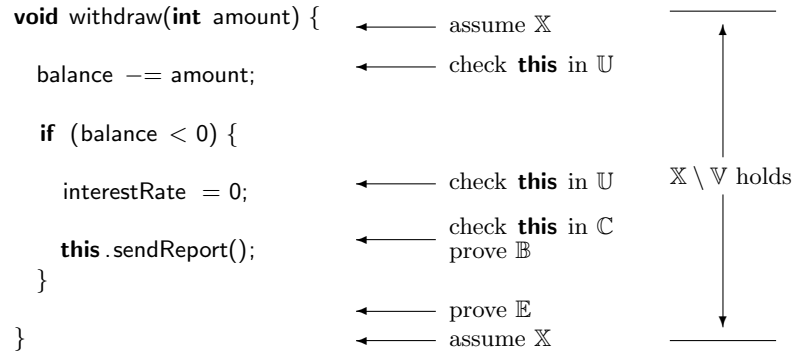 void withdraw(int amount) { assume 𝕏
balance −= amount; check this in 𝕌
if (balance < 0) {
interestRate = 0; check this in 𝕌 𝕏 \ 𝕍 holds
check this in ℂ
this.sendReport(); prove 𝔹
}
prove 𝔼
} assume 𝕏